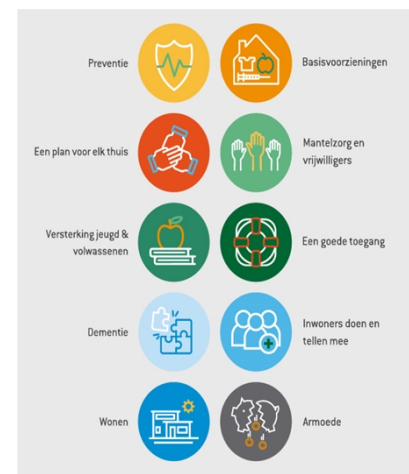 Preventie
Basisvoorzieningen
Een plan voor elk thuis
Mantelzorg en
vrijwilligers
Versterking jeugd &
volwassenen
Een goede toegang
Dementie
Inwoners doen en
tellen mee
Wonen
Armoede